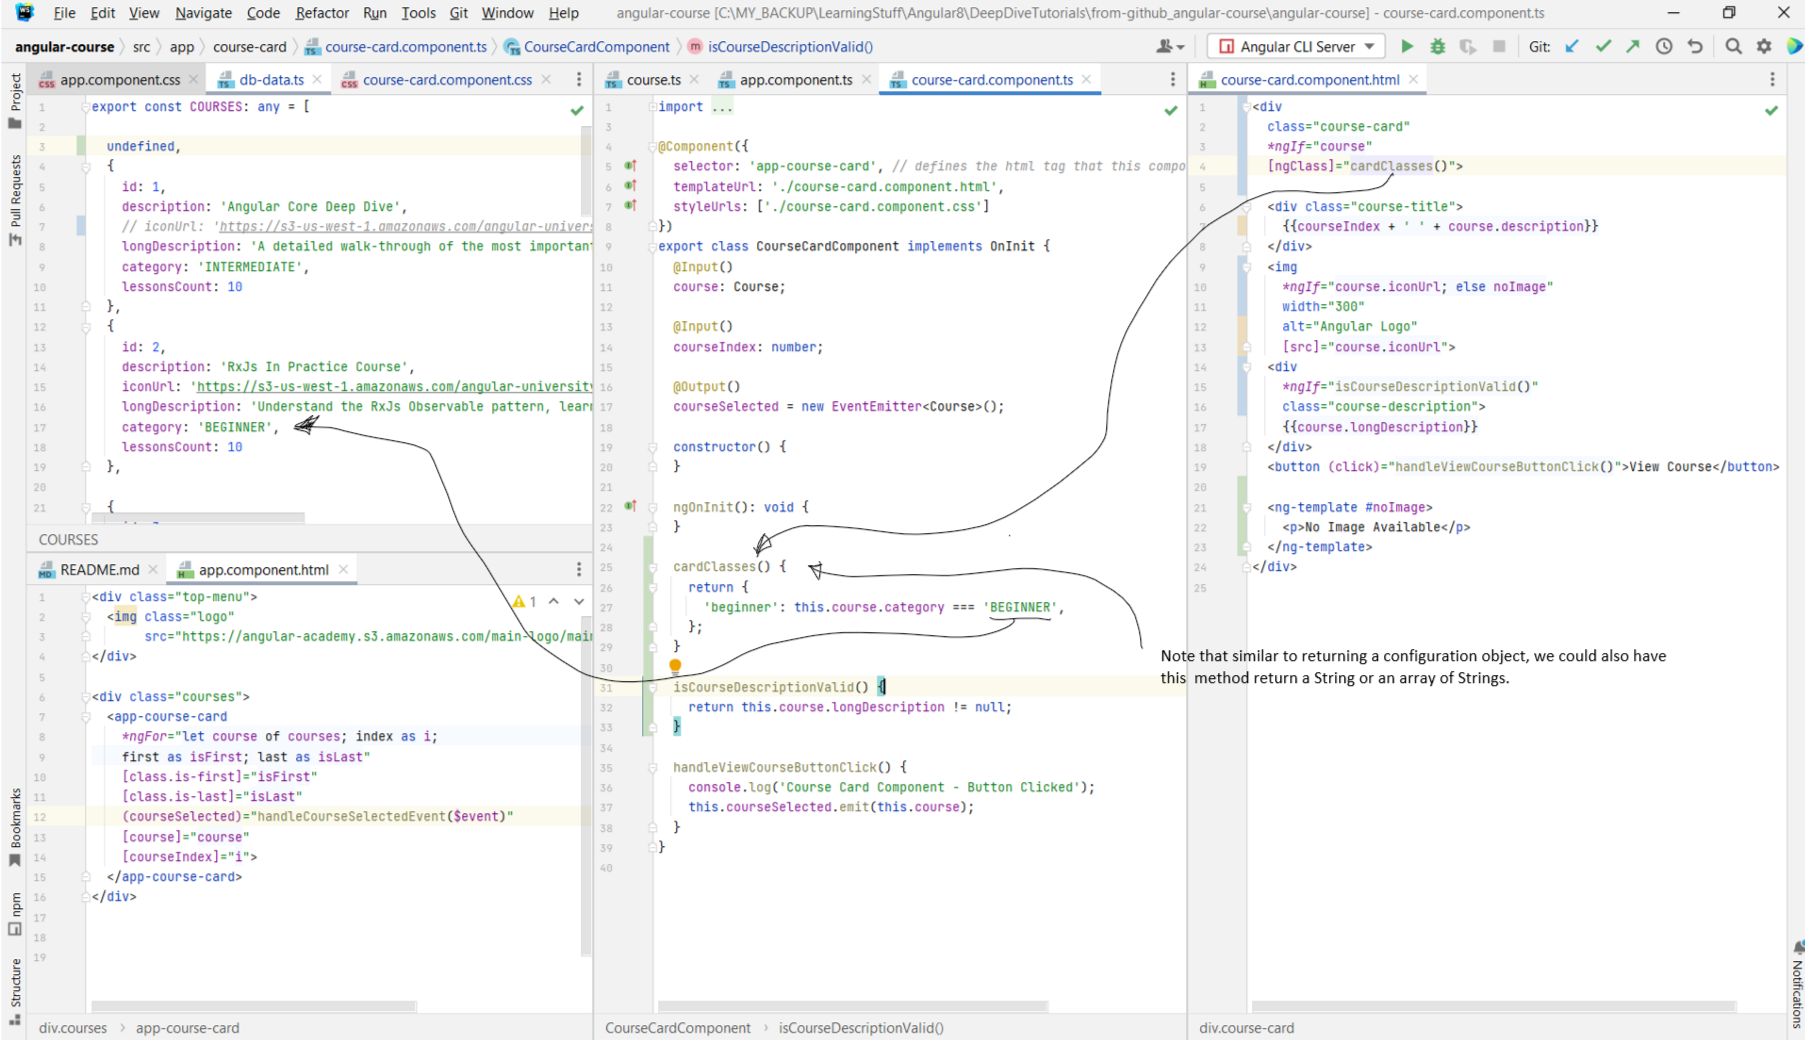 File Edit View Navigate Code Refactor Run Tools Git Window Help angular-course [C:\MY_BACKUP\LearningStuff\Angular8\DeepDiveTutorials\from-github_angular-course\angular-course] - course-card.component.ts
angular-course src app course-card course-card.component.ts CourseCardComponent isCourseDescriptionValid() Angular CLI Server Git:
Project
Pull Requests
Bookmarks
npm
Structure
app.component.css db-data.ts course-card.component.css
1 export const COURSES: any = [
2
3 undefined,
4 {
5 id: 1,
6 description: 'Angular Core Deep Dive',
7 // iconUrl: 'https://s3-us-west-1.amazonaws.com/angular-univers
8 longDescription: 'A detailed walk-through of the most important
9 category: 'INTERMEDIATE',
10 lessonsCount: 10
11 },
12 {
13 id: 2,
14 description: 'RxJs In Practice Course',
15 iconUrl: 'https://s3-us-west-1.amazonaws.com/angular-university
16 longDescription: 'Understand the RxJs Observable pattern, lear
17 category: 'BEGINNER',
18 lessonsCount: 10
19 },
20
21 {
COURSES
README.md app.component.html
1 <div class="top-menu">
2 <img class="logo"
3 src="https://angular-academy.s3.amazonaws.com/main-logo/mai
4 </div>
5
6 <div class="courses">
7 <app-course-card
8 *ngFor="let course of courses; index as i;
9 first as isFirst; last as isLast"
10 [class.is-first]="isFirst"
11 [class.is-last]="isLast"
12 (courseSelected)="handleCourseSelectedEvent($event)"
13 [course]="course"
14 [courseIndex]="i">
15 </app-course-card>
16 </div>
17
18
19
1
div.courses app-course-card
course.ts app.component.ts course-card.component.ts
1 import ...
3
4 @Component({
5 selector: 'app-course-card', // defines the html tag that this compo
6 templateUrl: './course-card.component.html',
7 styleUrls: ['./course-card.component.css']
8 })
9 export class CourseCardComponent implements OnInit {
10 @Input()
11 course: Course;
12
13 @Input()
14 courseIndex: number;
15
16 @Output()
17 courseSelected = new EventEmitter<Course>();
18
19 constructor() {
20 }
21
22 ngOnInit(): void {
23 }
24
25 cardClasses() {
26 return {
27 'beginner': this.course.category === 'BEGINNER',
28 };
29 }
30
31 isCourseDescriptionValid() {
32 return this.course.longDescription != null;
33 }
34
35 handleViewCourseButtonClick() {
36 console.log('Course Card Component - Button Clicked');
37 this.courseSelected.emit(this.course);
38 }
39 }
40
CourseCardComponent isCourseDescriptionValid()
course-card.component.html
1 <div
2 class="course-card"
3 *ngIf="course"
4 [ngClass]="cardClasses()">
5
6 <div class="course-title">
7 {{courseIndex + ' ' + course.description}}
8 </div>
9 <img
10 *ngIf="course.iconUrl; else noImage"
11 width="300"
12 alt="Angular Logo"
13 [src]="course.iconUrl">
14 <div
15 *ngIf="isCourseDescriptionValid()"
16 class="course-description">
17 {{course.longDescription}}
18 </div>
19 <button (click)="handleViewCourseButtonClick()">View Course</button>
20
21 <ng-template #noImage>
22 <p>No Image Available</p>
23 </ng-template>
24 </div>
25
Note that similar to returning a configuration object, we could also have
this method return a String or an array of Strings.
div.course-card
Notifications